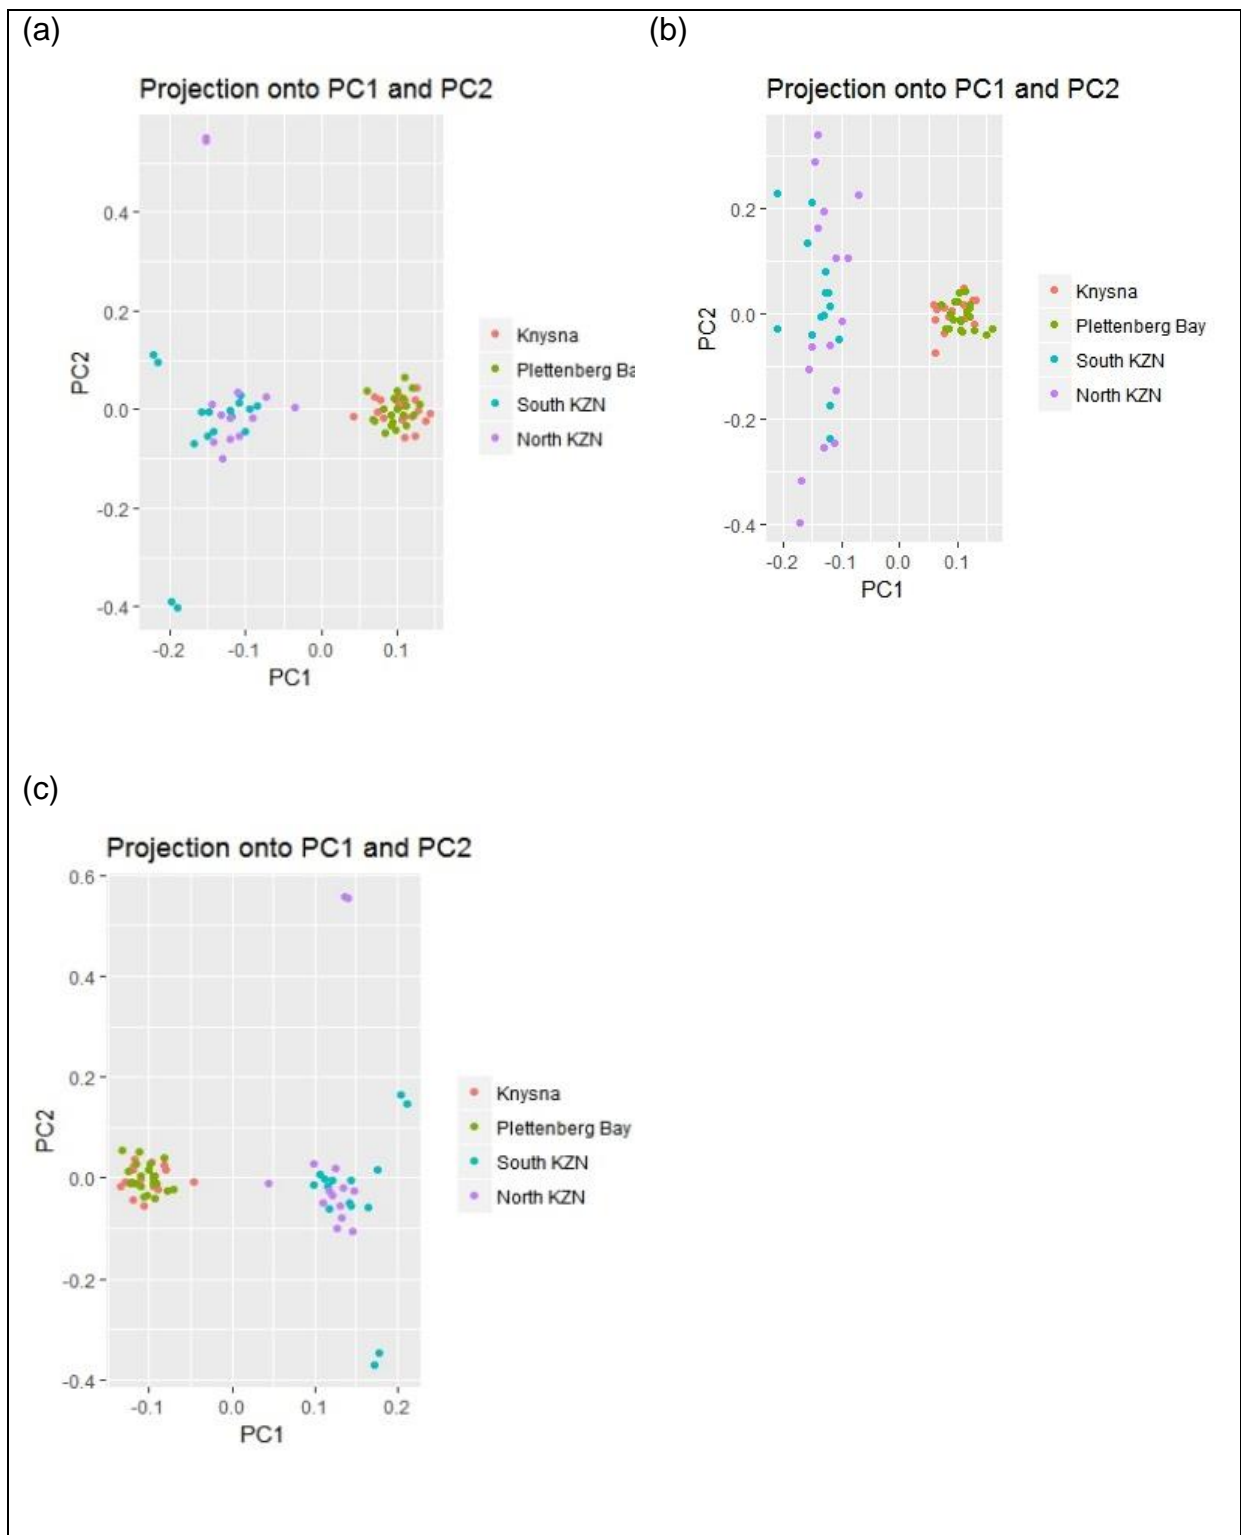 (a)
Projection onto PC1 and PC2
0.4
0.2
0.0
-0.2
-0.4
PC2
-0.2 -0.1 0.0 0.1
PC1
Knysna
Plettenberg Ba
South KZN
North KZN
(b)
Projection onto PC1 and PC2
0.2
0.0
-0.2
-0.4
PC2
-0.2 -0.1 0.0 0.1
PC1
Knysna
Plettenberg Bay
South KZN
North KZN
(c)
Projection onto PC1 and PC2
0.6
0.4
0.2
0.0
-0.2
-0.4
PC2
-0.1 0.0 0.1 0.2
PC1
Knysna
Plettenberg Bay
South KZN
North KZN